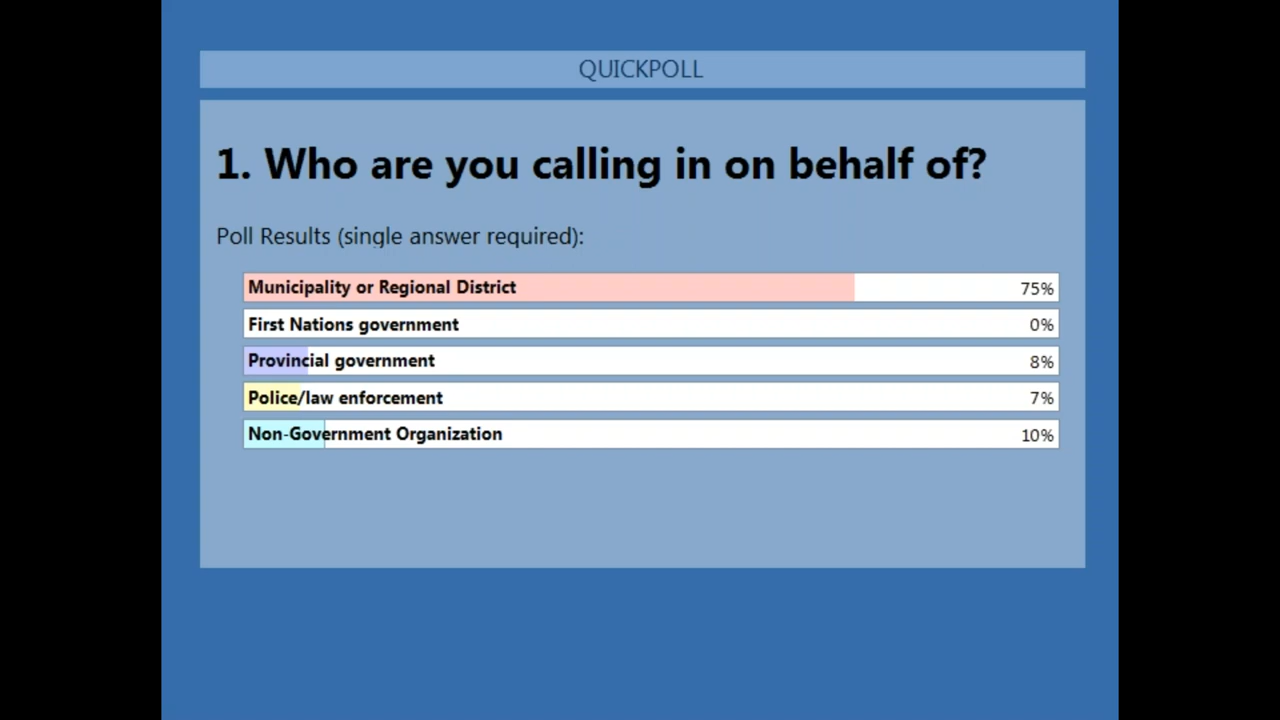 QUICKPOLL
1. Who are you calling in on behalf of?
Poll Results (single answer required):
Municipality or Regional District 75%
First Nations government 0%
Provincial government 8%
Police/law enforcement 7%
Non-Government Organization 10%